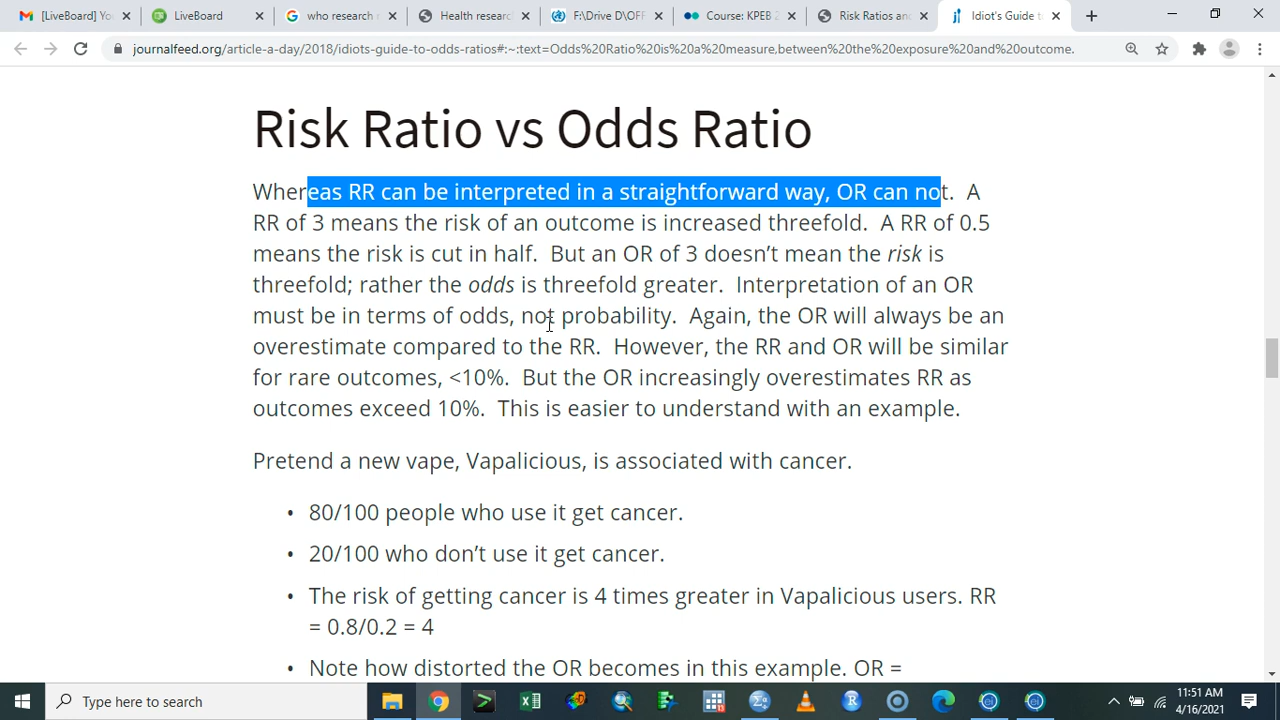 [LiveBoard] Yo
LiveBoard
who research
Health researc
F:\Drive D\OFF
Course: KPEB 2
Risk Ratios an
Idiot's Guide to
journalfeed.org/article-a-day/2018/idiots-guide-to-odds-ratios#:~:text=Odds%20Ratio%20is%20a%20measure,between%20the%20exposure%20and%20outcome.
Risk Ratio vs Odds Ratio
Whereas RR can be interpreted in a straightforward way, OR can not. A
RR of 3 means the risk of an outcome is increased threefold. A RR of 0.5
means the risk is cut in half. But an OR of 3 doesn’t mean the risk is
threefold; rather the odds is threefold greater. Interpretation of an OR
must be in terms of odds, not probability. Again, the OR will always be an
overestimate compared to the RR. However, the RR and OR will be similar
for rare outcomes, <10%. But the OR increasingly overestimates RR as
outcomes exceed 10%. This is easier to understand with an example.
Pretend a new vape, Vapalicious, is associated with cancer.
• 80/100 people who use it get cancer.
• 20/100 who don’t use it get cancer.
• The risk of getting cancer is 4 times greater in Vapalicious users. RR
= 0.8/0.2 = 4
• Note how distorted the OR becomes in this example. OR =
Type here to search
11:51 AM
4/16/2021